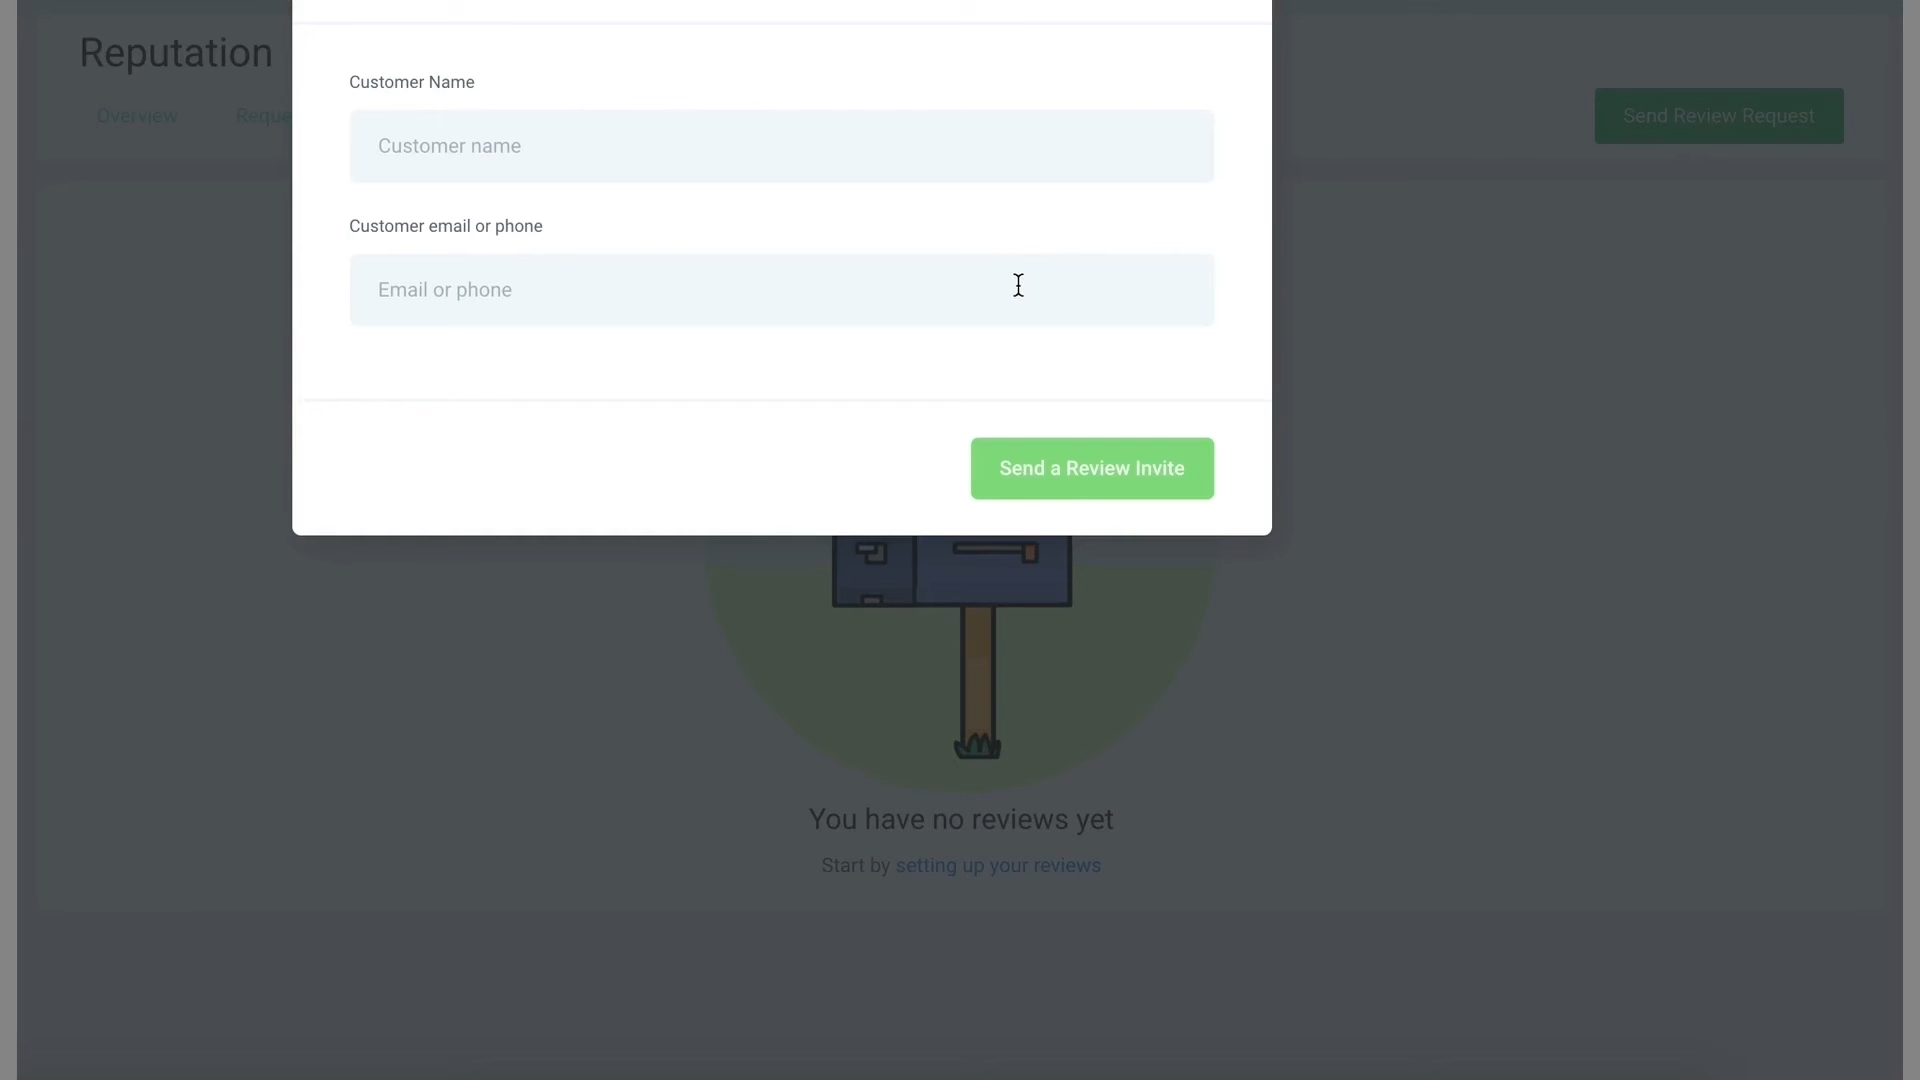 Reputation
Overview
Reque
Send Review Request
Customer Name
Customer name
Customer email or phone
Email or phone
Send a Review Invite
You have no reviews yet
Start by setting up your reviews